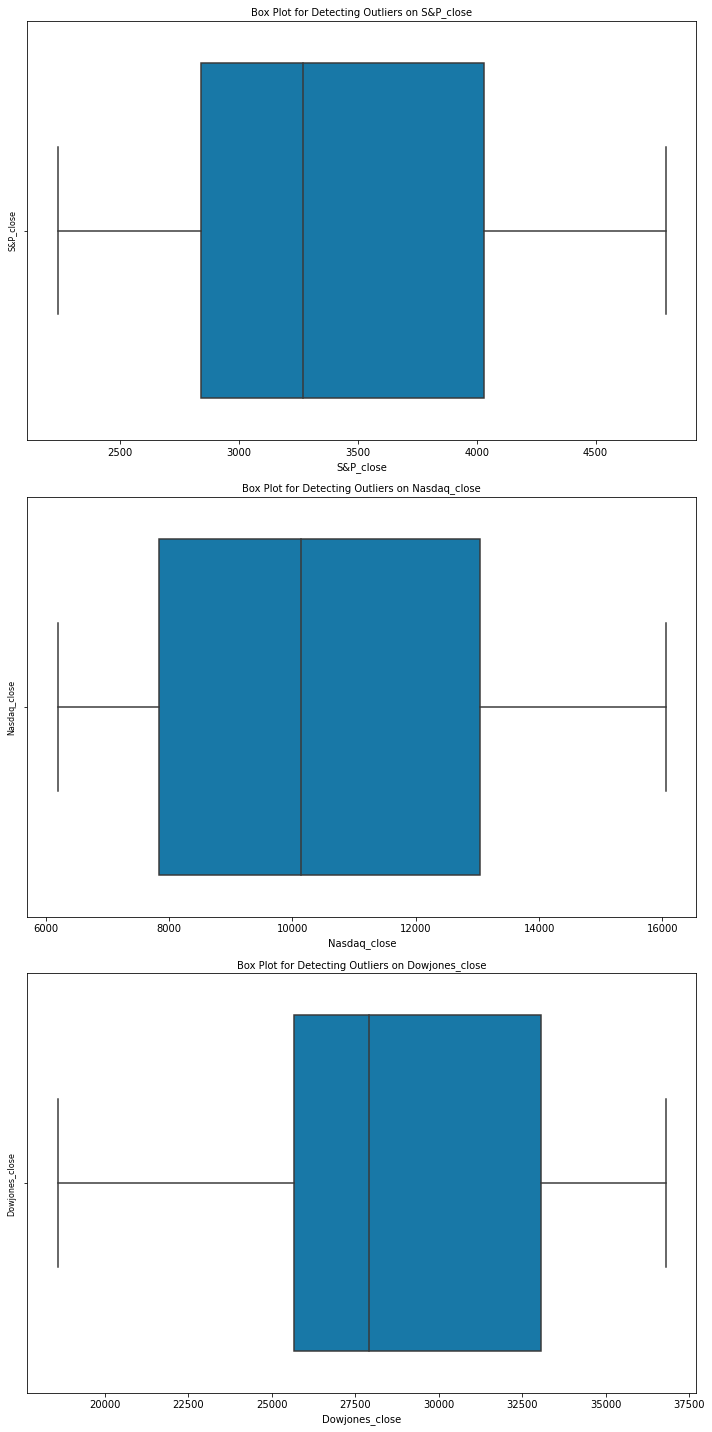 Box Plot for Detecting Outliers on S&P_close
S&P_close
2500 3000 3500 4000 4500
S&P_close
Box Plot for Detecting Outliers on Nasdaq_close
Nasdaq_close
6000 8000 10000 12000 14000 16000
Nasdaq_close
Box Plot for Detecting Outliers on Dowjones_close
Dowjones_close
20000 22500 25000 27500 30000 32500 35000 37500
Dowjones_close